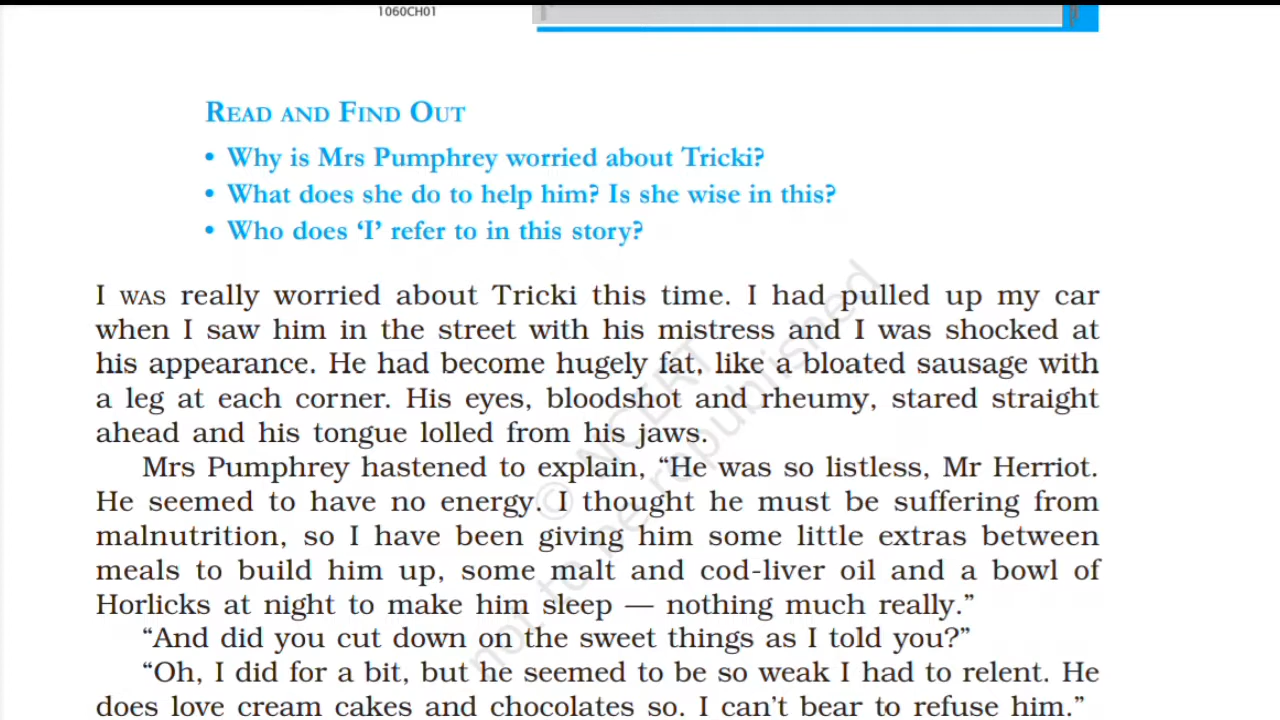 1060CH01
READ AND FIND OUT
• Why is Mrs Pumphrey worried about Tricki?
• What does she do to help him? Is she wise in this?
• Who does ‘I’ refer to in this story?
I WAS really worried about Tricki this time. I had pulled up my car
when I saw him in the street with his mistress and I was shocked at
his appearance. He had become hugely fat, like a bloated sausage with
a leg at each corner. His eyes, bloodshot and rheumy, stared straight
ahead and his tongue lolled from his jaws.
Mrs Pumphrey hastened to explain, “He was so listless, Mr Herriot.
He seemed to have no energy. I thought he must be suffering from
malnutrition, so I have been giving him some little extras between
meals to build him up, some malt and cod-liver oil and a bowl of
Horlicks at night to make him sleep — nothing much really.”
“And did you cut down on the sweet things as I told you?”
“Oh, I did for a bit, but he seemed to be so weak I had to relent. He
does love cream cakes and chocolates so. I can’t bear to refuse him.”
© NCERT
not to be republished